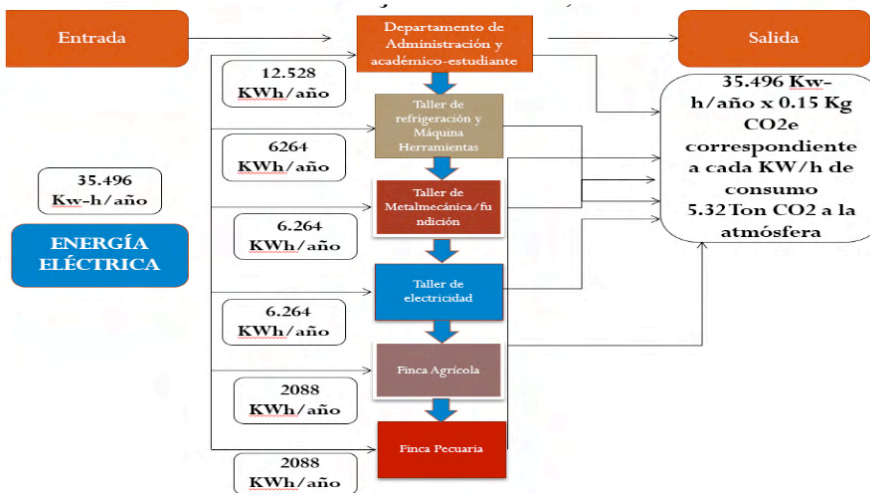 Entrada
Departamento de
Administración y
académico-estudiante
Salida
12.528
KWh/año
Taller de
refrigeración y
Máquina
Herramientas
6264
KWh/año
35.496
Kw-h/año
ENERGÍA
ELÉCTRICA
Taller de
Metalmecánica/fu
ndición
6.264
KWh/año
Taller de
electricidad
6.264
KWh/año
Finca Agrícola
2088
KWh/año
Finca Pecuaria
2088
KWh/año
35.496 Kw-
h/año x 0.15 Kg
CO2e
correspondiente
a cada KW/h de
consumo
5.32 Ton CO2 a la
atmósfera